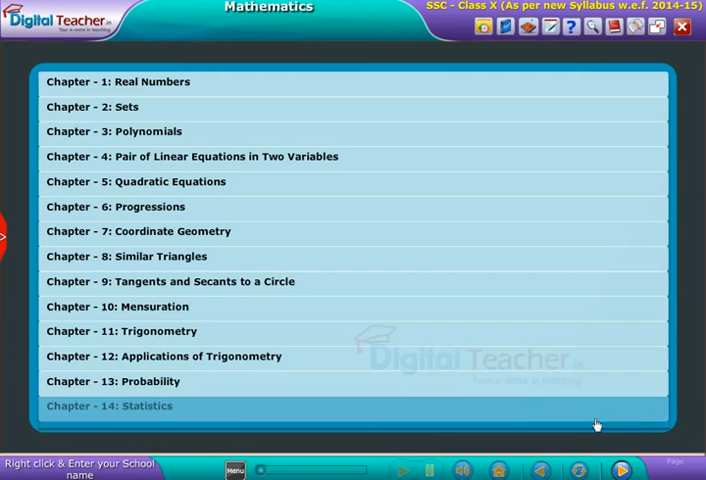 Mathematics
SSC - Class X (As per new Syllabus w.e.f. 2014-15)
Digital Teacher.in
Your e-mate in teaching
Chapter - 1: Real Numbers
Chapter - 2: Sets
Chapter - 3: Polynomials
Chapter - 4: Pair of Linear Equations in Two Variables
Chapter - 5: Quadratic Equations
Chapter - 6: Progressions
Chapter - 7: Coordinate Geometry
Chapter - 8: Similar Triangles
Chapter - 9: Tangents and Secants to a Circle
Chapter - 10: Mensuration
Chapter - 11: Trigonometry
Chapter - 12: Applications of Trigonometry
Chapter - 13: Probability
Chapter - 14: Statistics
Digital Teacher.in
Your e-mate in teaching
Right click & Enter your School
name
Menu
Page